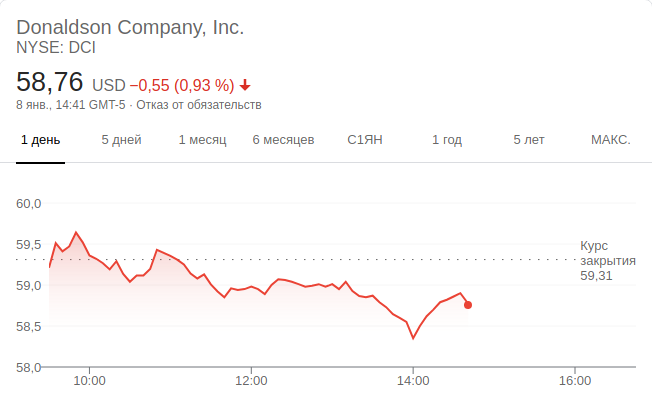 Donaldson Company, Inc.
NYSE: DCI
58,76 USD −0,55 (0,93 %)
8 янв., 14:41 GMT-5 · Отказ от обязательств
1 день 5 дней 1 месяц 6 месяцев С1ЯН 1 год 5 лет МАКС.
60,0
59,5
59,0
58,5
58,0
Курс
закрытия
59,31
10:00 12:00 14:00 16:00